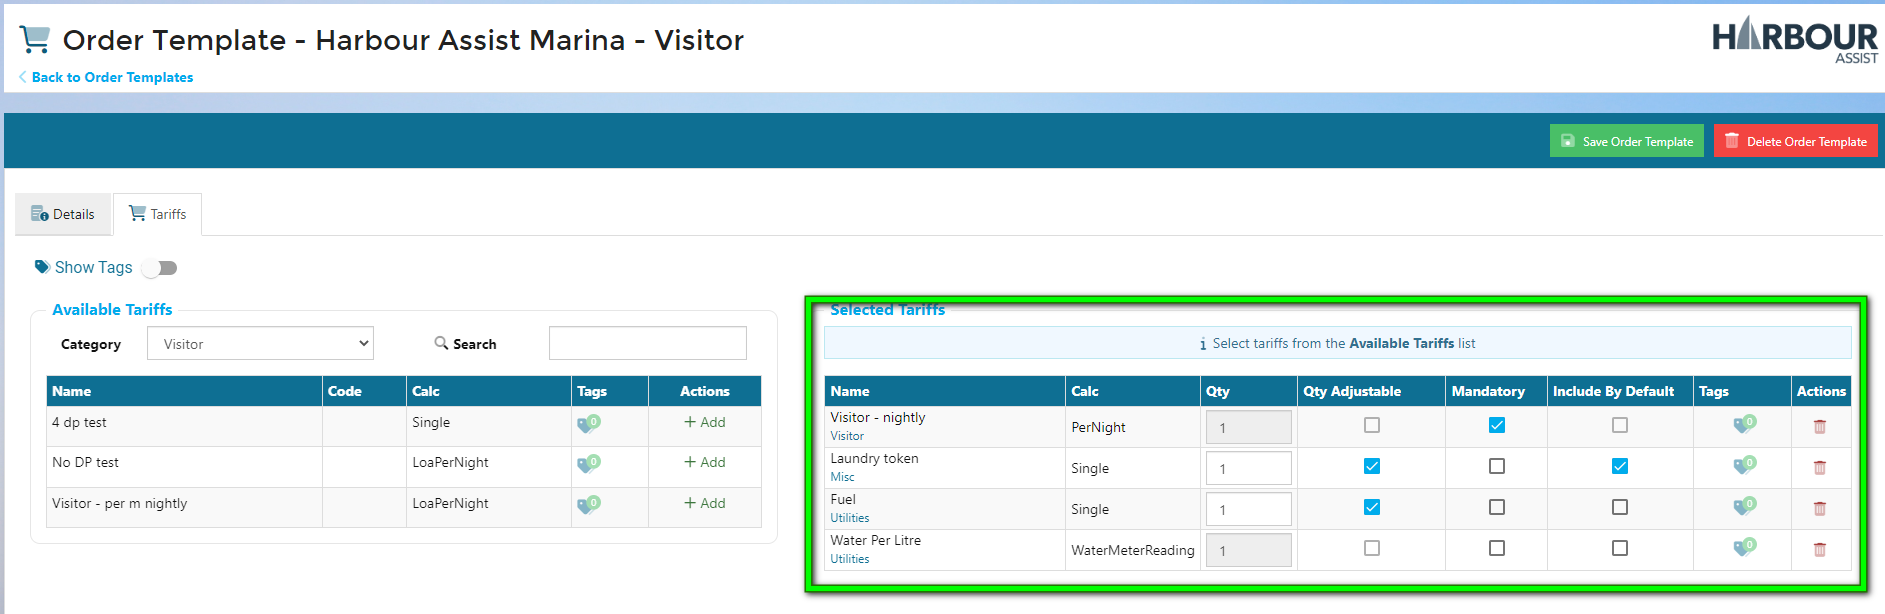 Order Template - Harbour Assist Marina - Visitor
HARBOUR
ASSIST
Back to Order Templates
Save Order Template
Delete Order Template
Details
Tariffs
Show Tags
Available Tariffs
Category
Visitor
Search
Name Code Calc Tags Actions
4 dp test Single 0 + Add
No DP test LoaPerNight 0 + Add
Visitor - per m nightly LoaPerNight 0 + Add
Selected Tariffs
Select tariffs from the Available Tariffs list
Name Calc Qty Qty Adjustable Mandatory Include By Default Tags Actions
Visitor - nightly
Visitor
PerNight 1 0
Laundry token
Misc
Single 1 0
Fuel
Utilities
Single 1 0
Water Per Litre
Utilities
WaterMeterReading 1 0